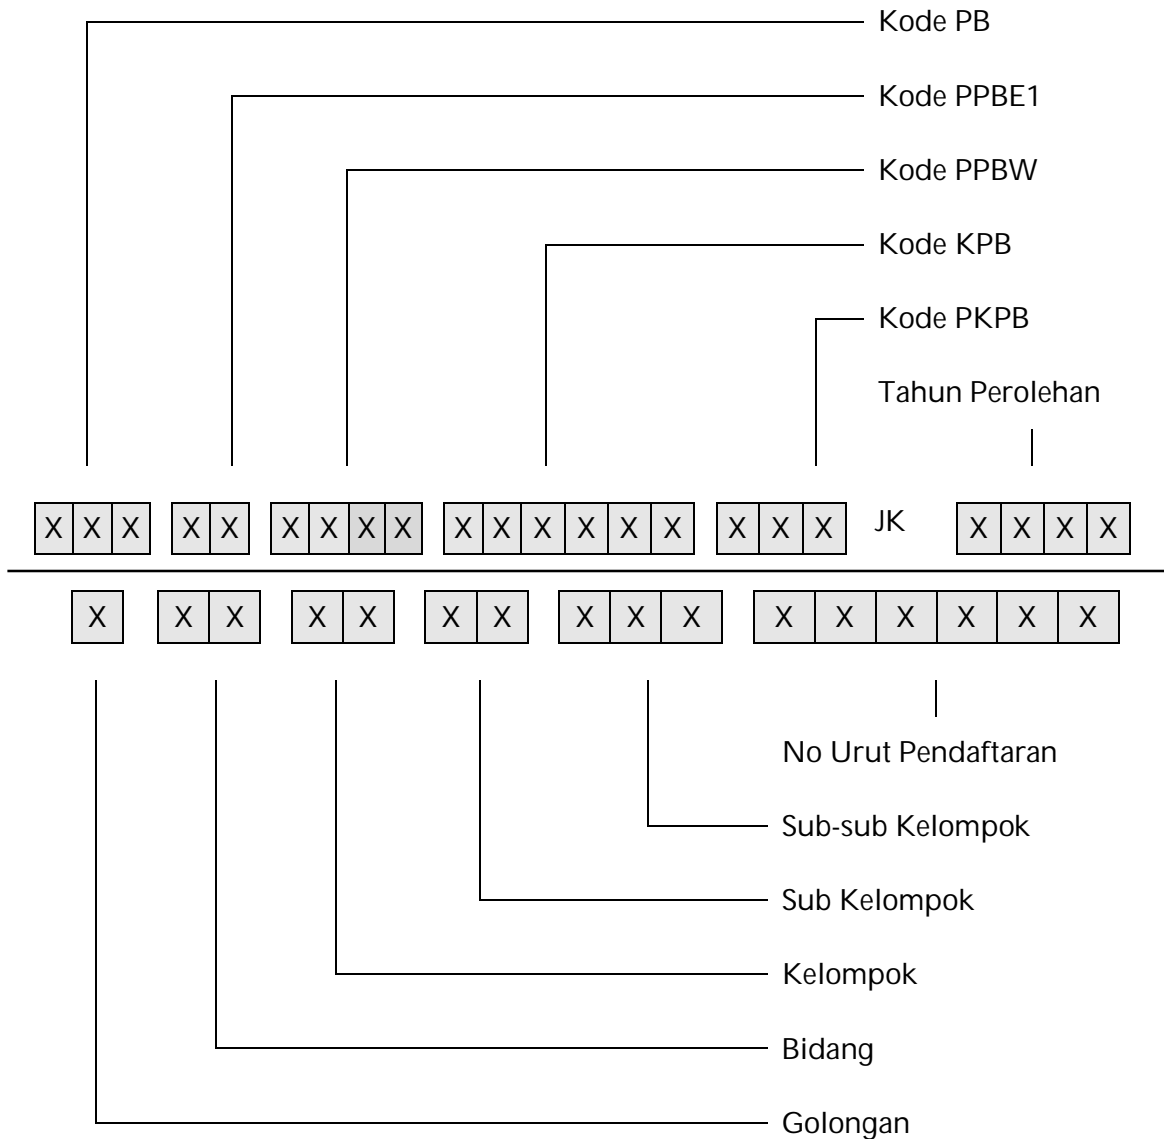 Kode PB
Kode PPBE1
Kode PPBW
Kode KPB
Kode PKPB
Tahun Perolehan
X X X X X X X X X X X X X X X X X X JK X X X X
X X X X X X X X X X X X X X X X
No Urut Pendaftaran
Sub-sub Kelompok
Sub Kelompok
Kelompok
Bidang
Golongan